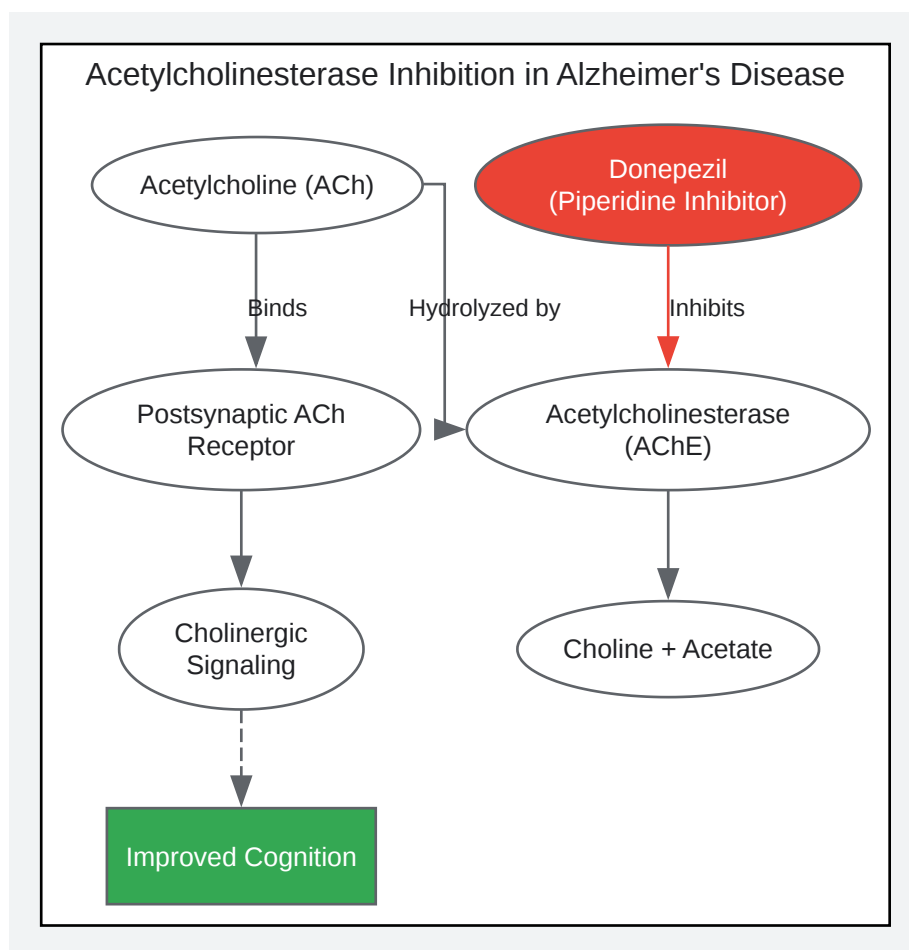 Acetylcholinesterase Inhibition in Alzheimer's Disease
Acetylcholine (ACh)
Donepezil
(Piperidine Inhibitor)
Binds
Hydrolyzed by
Inhibits
Postsynaptic ACh
Receptor
Acetylcholinesterase
(AChE)
Cholinergic
Signaling
Choline + Acetate
Improved Cognition